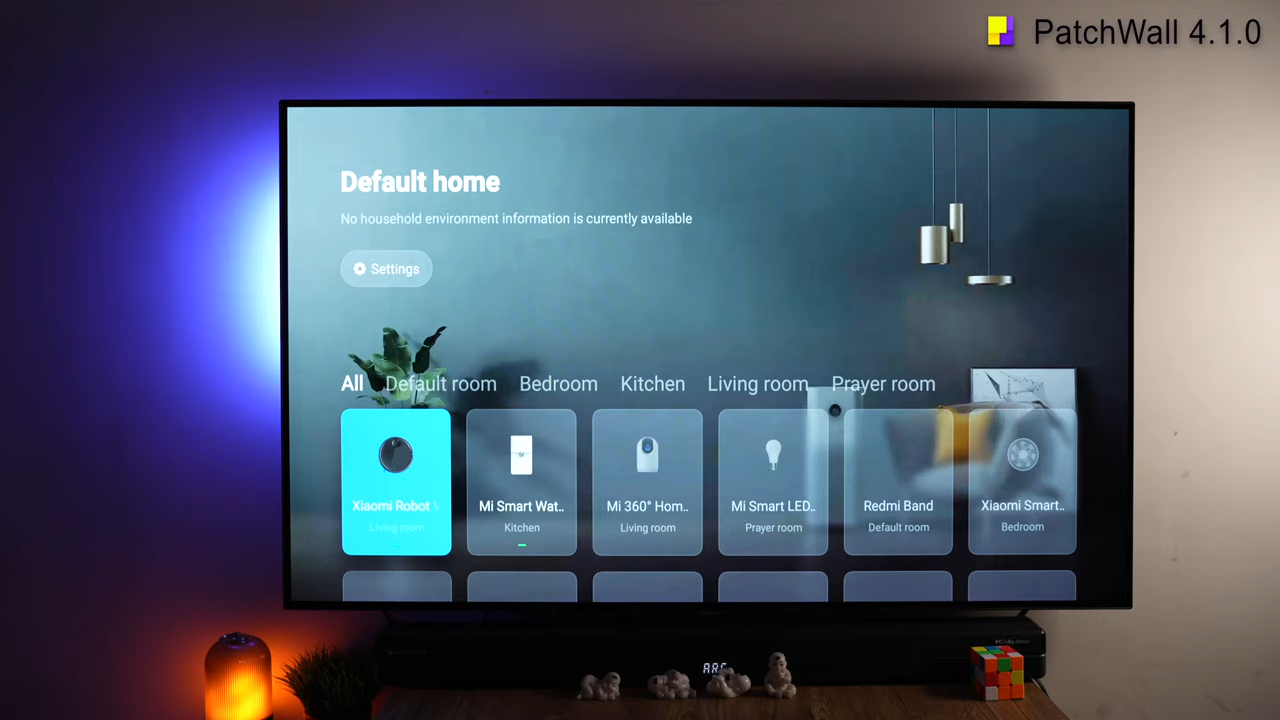 PatchWall 4.1.0
Default home
No household environment information is currently available
Settings
All Default room Bedroom Kitchen Living room Prayer room
Xiaomi Robot
Living room
Mi Smart Wat..
Kitchen
Mi 360° Hom..
Living room
Mi Smart LED..
Prayer room
Redmi Band
Default room
Xiaomi Smart..
Bedroom
ARC